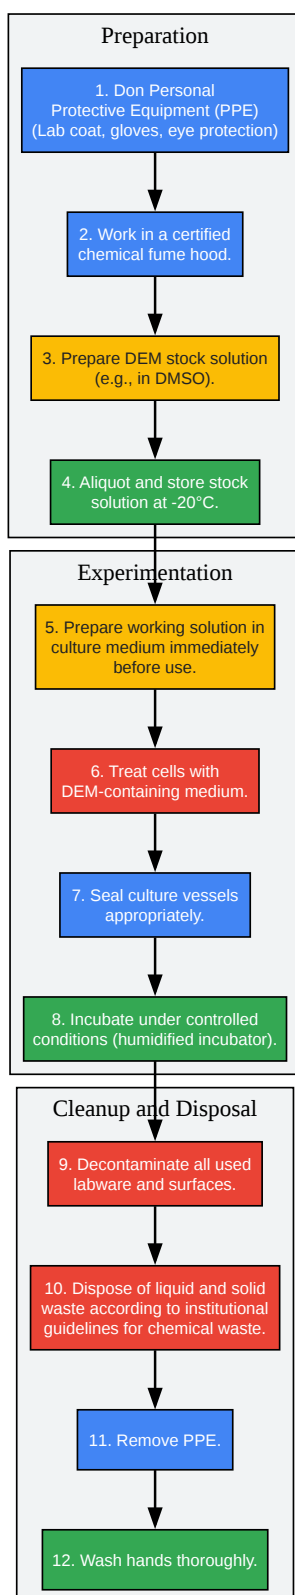 Preparation
1. Don Personal
Protective Equipment (PPE)
(Lab coat, gloves, eye protection)
2. Work in a certified
chemical fume hood.
3. Prepare DEM stock solution
(e.g., in DMSO).
4. Aliquot and store stock
solution at -20°C.
Experimentation
5. Prepare working solution in
culture medium immediately
before use.
6. Treat cells with
DEM-containing medium.
7. Seal culture vessels
appropriately.
8. Incubate under controlled
conditions (humidified incubator).
Cleanup and Disposal
9. Decontaminate all used
labware and surfaces.
10. Dispose of liquid and solid
waste according to institutional
guidelines for chemical waste.
11. Remove PPE.
12. Wash hands thoroughly.